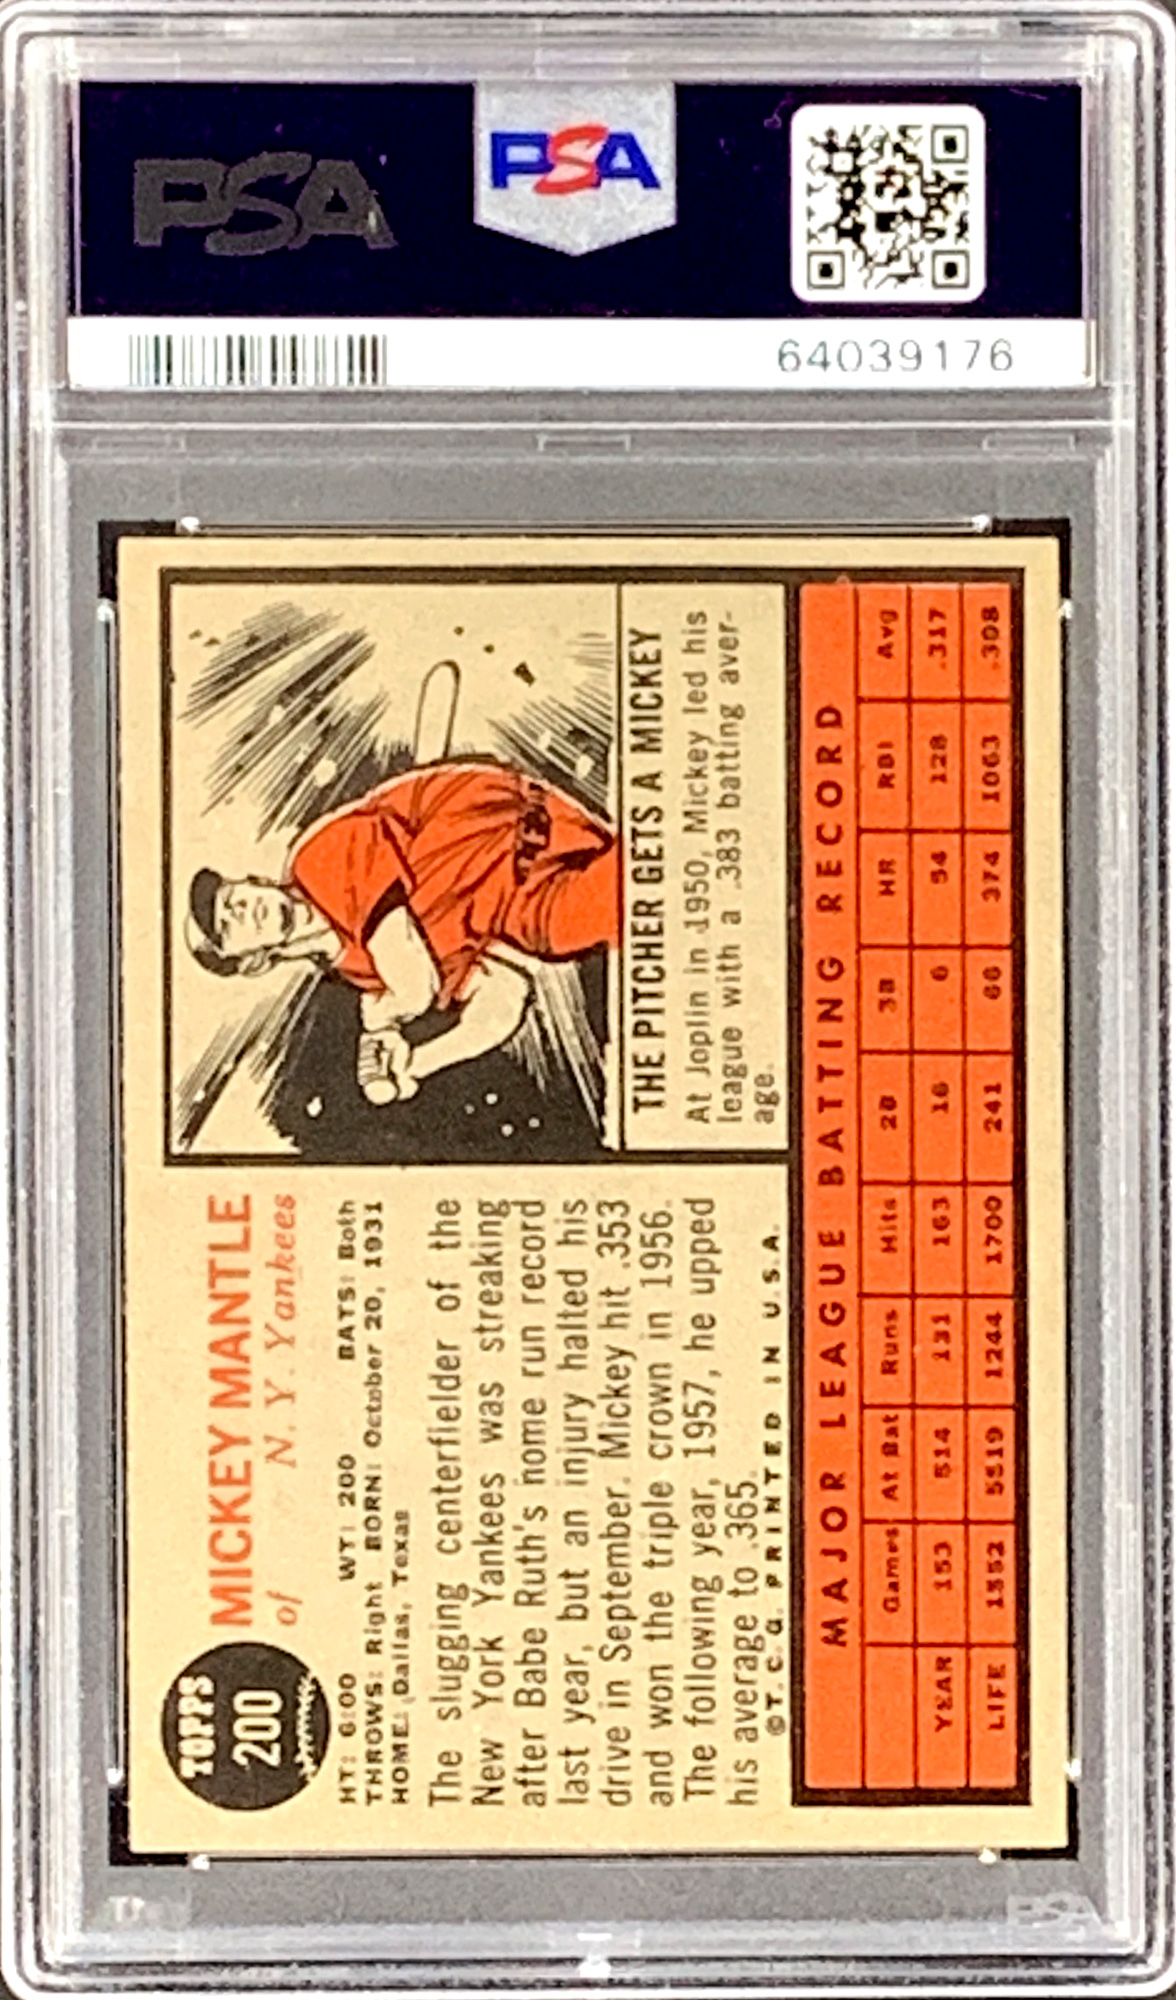 PSA
PSA
64039176
TOPPS
200
MICKEY MANTLE
of N. Y. Yankees
HT: 6:00 WT: 200 BATS: Both
THROWS: Right BORN: October 20, 1931
HOME: Dallas, Texas
The slugging centerfielder of the
New York Yankees was streaking
after Babe Ruth's home run record
last year, but an injury halted his
drive in September. Mickey hit .353
and won the triple crown in 1956.
The following year, 1957, he upped
his average to .365.
©T. C. G. PRINTED IN U.S.A.
THE PITCHER GETS A MICKEY
At Joplin in 1950, Mickey led his
league with a .383 batting aver-
age.
MAJOR LEAGUE BATTING RECORD
Games At Bat Runs Hits 2B 3B HR RBI Avg
YEAR 153 514 131 163 16 6 54 128 .317
LIFE 1552 5519 1244 1700 241 66 374 1063 .308
PSA